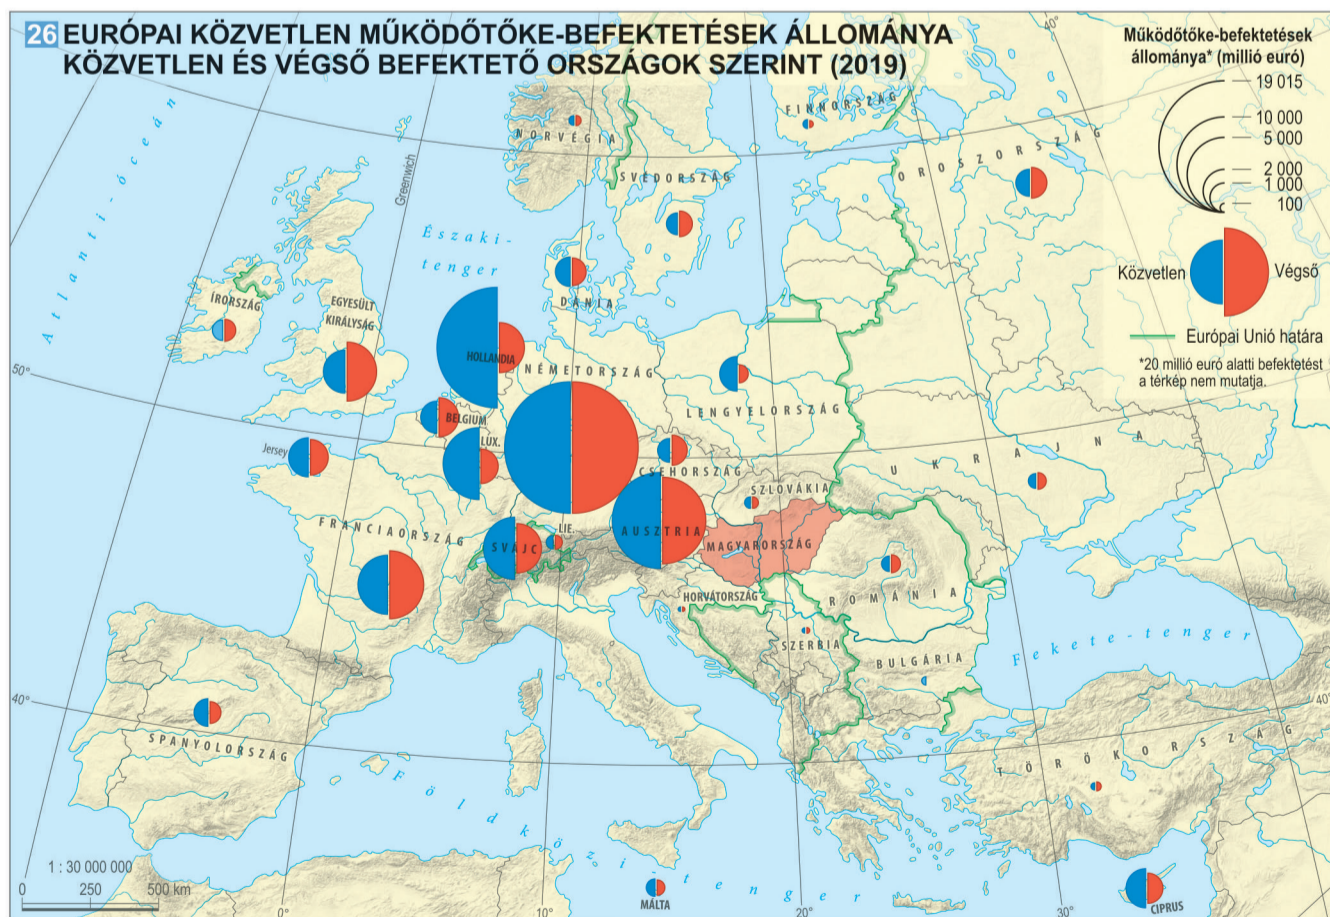 26 EURÓPAI KÖZVETLEN MŰKÖDŐTŐKE-BEFEKTETÉSEK ÁLLOMÁNYA
KÖZVETLEN ÉS VÉGSŐ BEFEKTETŐ ORSZÁGOK SZERINT (2019)
Működőtőke-befektetések
állománya* (millió euró)
19 015
10 000
5 000
2 000
1 000
100
Közvetlen
Végső
Európai Unió határa
*20 millió euró alatti befektetést
a térkép nem mutatja.
40°
Atlanti-óceán
Greenwich
NORVÉGIA
FINNORSZÁG
SVÉDORSZÁG
OROSZORSZÁG
Északi-
tenger
DÁNIA
ÍRORSZÁG
EGYESÜLT
KIRÁLYSÁG
HOLLANDIA
NÉMETORSZÁG
LENGYELORSZÁG
50°
BELGIUM
LUX.
Jersey
CSEHORSZÁG
UKRAJNA
SZLOVÁKIA
FRANCIAORSZÁG
LIE.
SVÁJC
AUSZTRIA
MAGYARORSZÁG
HORVÁTORSZÁG
ROMÁNIA
SZERBIA
BULGÁRIA
Fekete-tenger
40°
40°
SPANYOLORSZÁG
TÖRÖKORSZÁG
Földközi-tenger
1 : 30 000 000
0 250 500 km
MÁLTA
CIPRUS
0°
10°
20°
30°